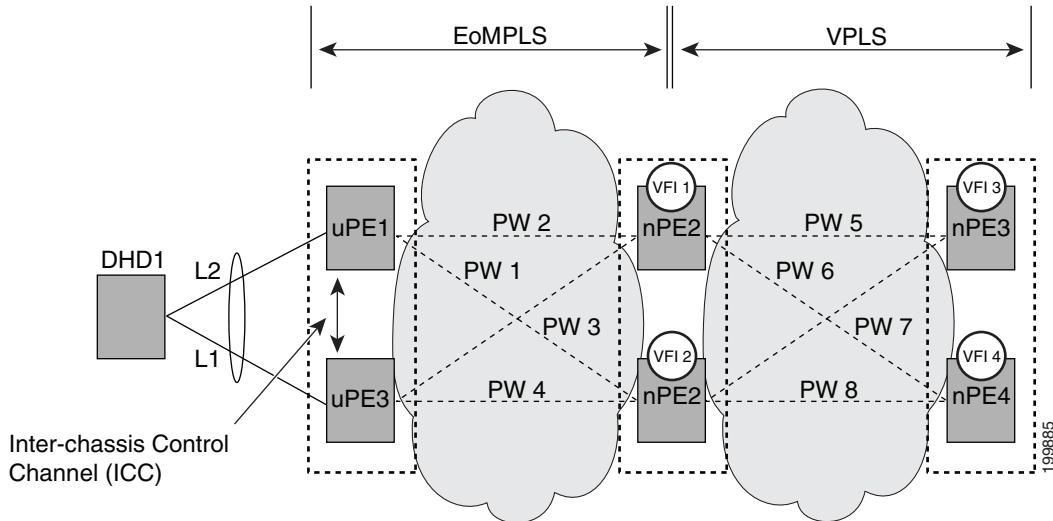 EoMPLS
VPLS
VFI 1
VFI 3
uPE1
PW 2
nPE2
PW 5
nPE3
DHD1
L2
PW 1
PW 6
PW 3
PW 7
L1
VFI 2
VFI 4
uPE3
PW 4
nPE2
PW 8
nPE4
Inter-chassis Control
Channel (ICC)
199885